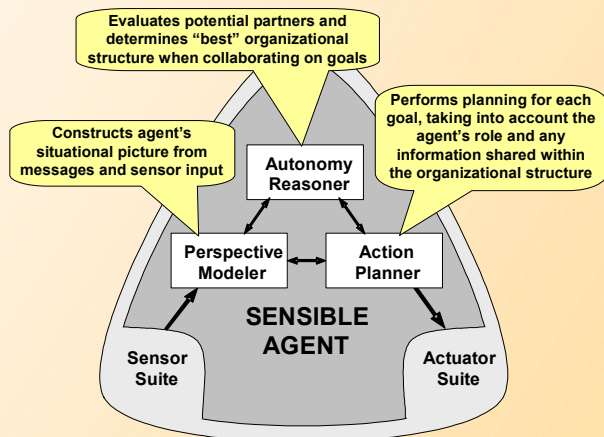 Evaluates potential partners and
determines “best” organizational
structure when collaborating on goals
Constructs agent’s
situational picture from
messages and sensor input
Performs planning for each
goal, taking into account the
agent’s role and any
information shared within
the organizational structure
Autonomy
Reasoner
Perspective
Modeler
Action
Planner
SENSIBLE
AGENT
Sensor
Suite
Actuator
Suite